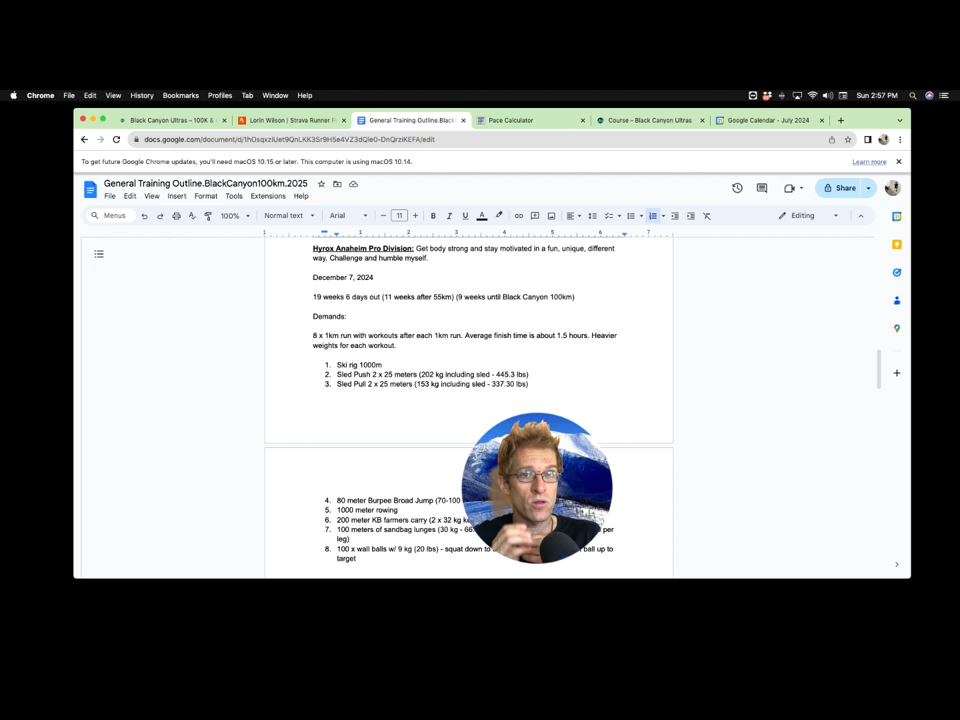 Chrome File Edit View History Bookmarks Profiles Tab Window Help Sun 2:57 PM
Black Canyon Ultras – 100K & Lorin Wilson | Strava Runner P General Training Outline.Black Pace Calculator Course – Black Canyon Ultras Google Calendar - July 2024
To get future Google Chrome updates, you'll need macOS 10.15 or later. This computer is using macOS 10.14. Learn more
General Training Outline.BlackCanyon100km.2025
File Edit View Insert Format Tools Extensions Help
Share
Menus 100% Normal text Arial 11 B I U A Editing
1 1 2 3 4 5 6 7
Hyrox Anaheim Pro Division: Get body strong and stay motivated in a fun, unique, different
way. Challenge and humble myself.
December 7, 2024
19 weeks 6 days out (11 weeks after 55km) (9 weeks until Black Canyon 100km)
Demands:
8 x 1km run with workouts after each 1km run. Average finish time is about 1.5 hours. Heavier
weights for each workout.
1. Ski rig 1000m
2. Sled Push 2 x 25 meters (202 kg including sled - 445.3 lbs)
3. Sled Pull 2 x 25 meters (153 kg including sled - 337.30 lbs)
4. 80 meter Burpee Broad Jump (70-100
5. 1000 meter rowing
6. 200 meter KB farmers carry (2 x 32 kg
7. 100 meters of sandbag lunges (30 kg - 66 per
leg)
8. 100 x wall balls w/ 9 kg (20 lbs) - squat down to ball up to
target